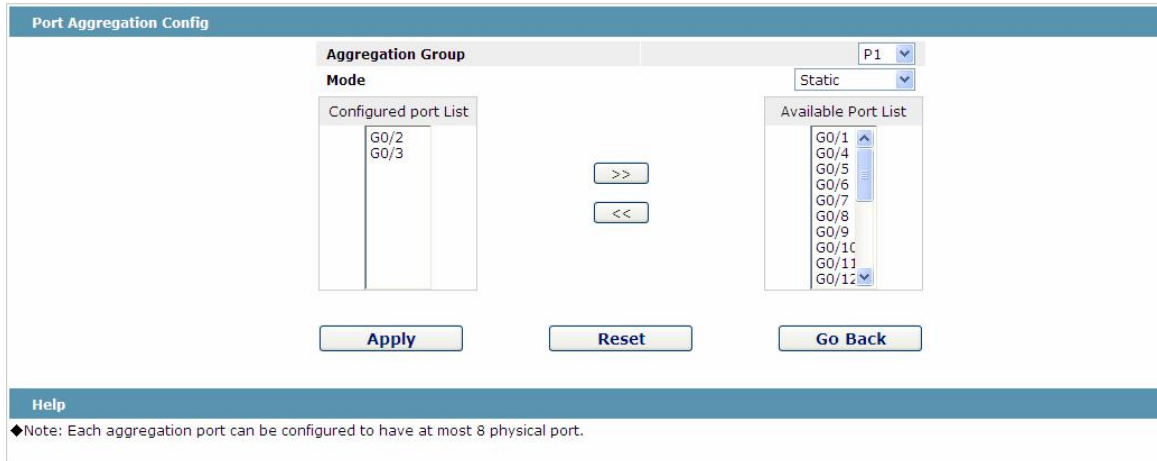 Port Aggregation Config
Aggregation Group P1
Mode Static
Configured port List
G0/2
G0/3
>>
<<
Available Port List
G0/1
G0/4
G0/5
G0/6
G0/7
G0/8
G0/9
G0/10
G0/11
G0/12
Apply Reset Go Back
Help
◆Note: Each aggregation port can be configured to have at most 8 physical port.